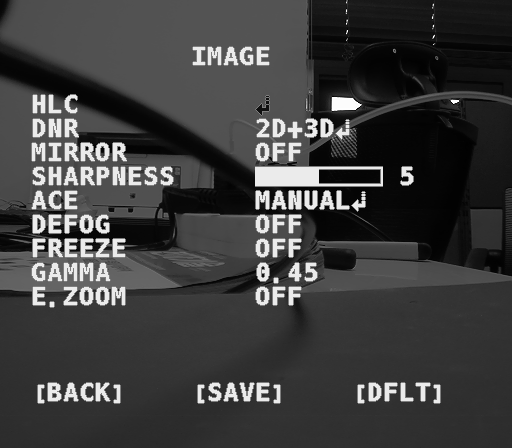 IMAGE
HLC ↲
DNR 2D+3D↲
MIRROR OFF
SHARPNESS 5
ACE MANUAL↲
DEFOG OFF
FREEZE OFF
GAMMA 0.45
E.ZOOM OFF
[BACK] [SAVE] [DFLT]